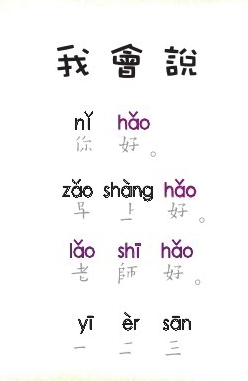 我會說
nǐ hǎo
你好。
zǎo shàng hǎo
早上好。
lǎo shī hǎo
老師好。
yī èr sān
一二三